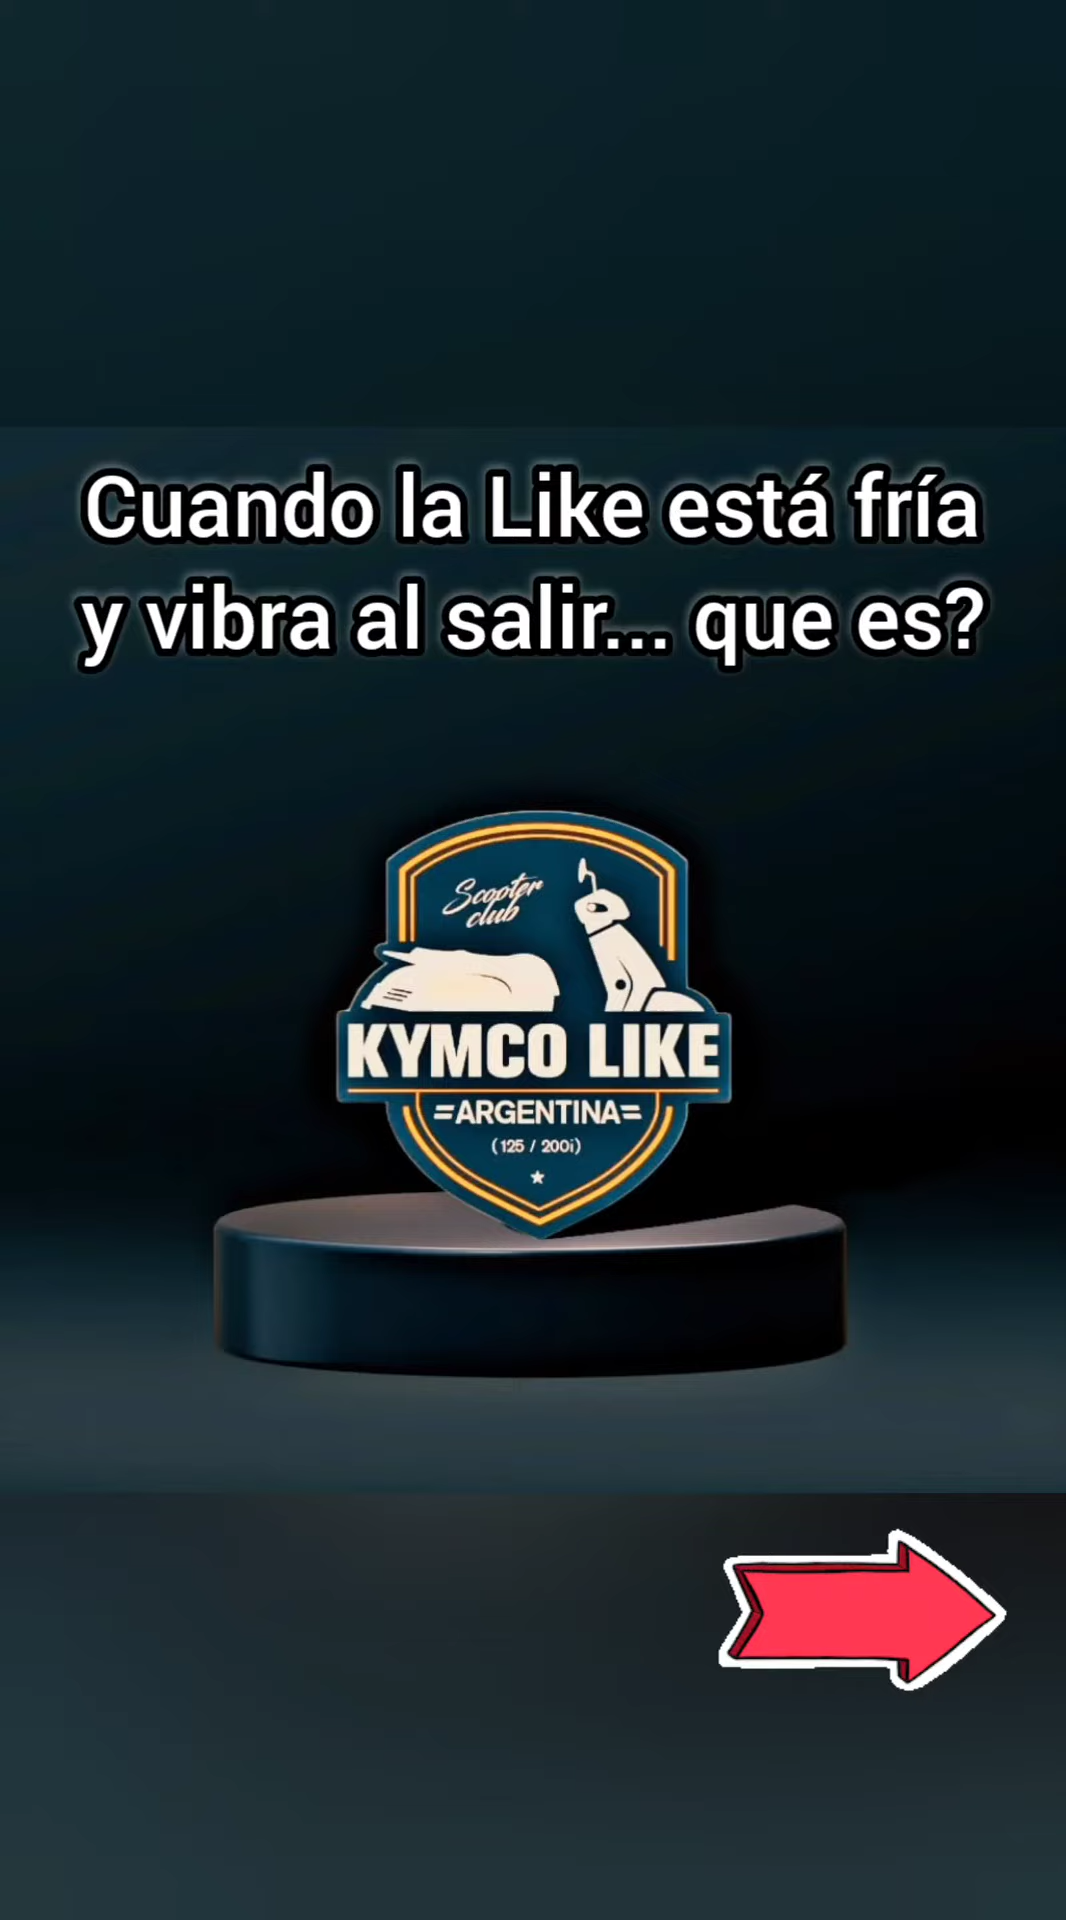 Cuando la Like está fría
y vibra al salir... que es?
Scooter
club
KYMCO LIKE
=ARGENTINA=
(125 / 200i)